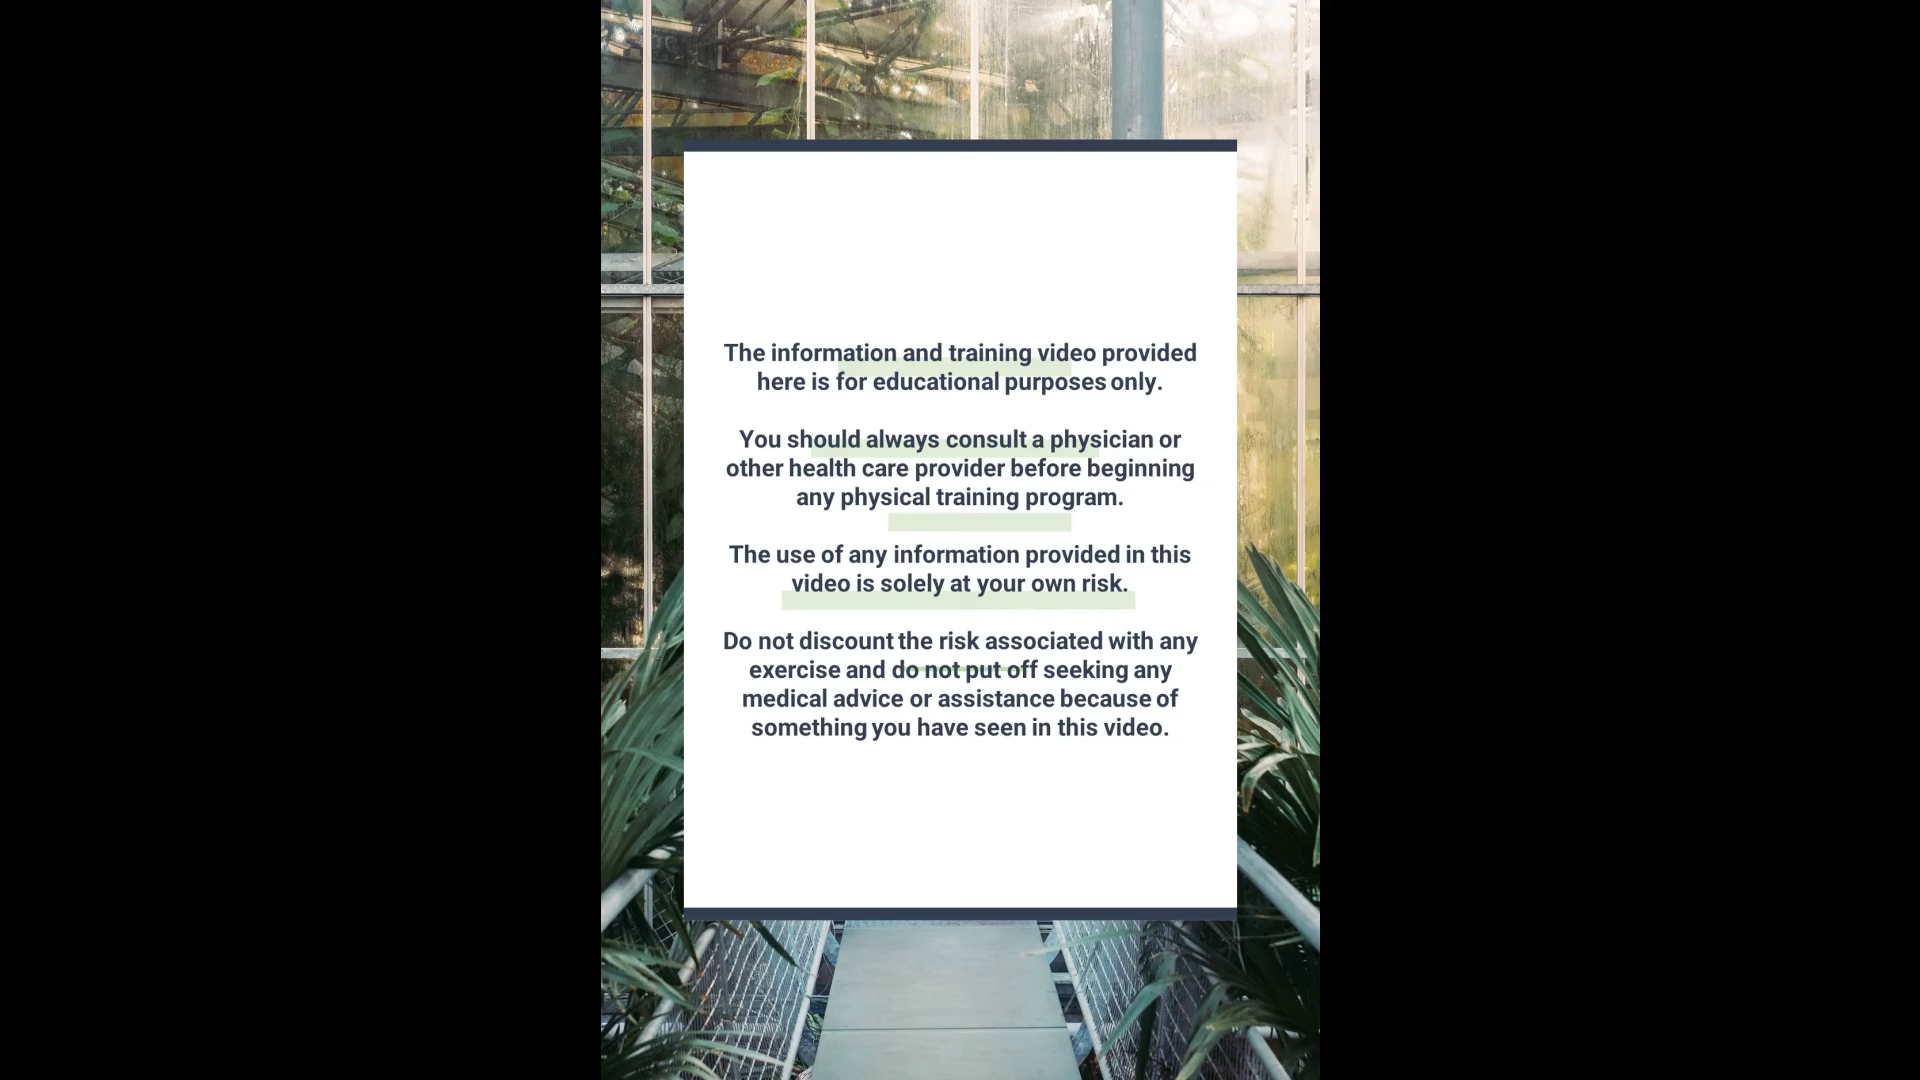 The information and training video provided
here is for educational purposes only.
You should always consult a physician or
other health care provider before beginning
any physical training program.
The use of any information provided in this
video is solely at your own risk.
Do not discount the risk associated with any
exercise and do not put off seeking any
medical advice or assistance because of
something you have seen in this video.